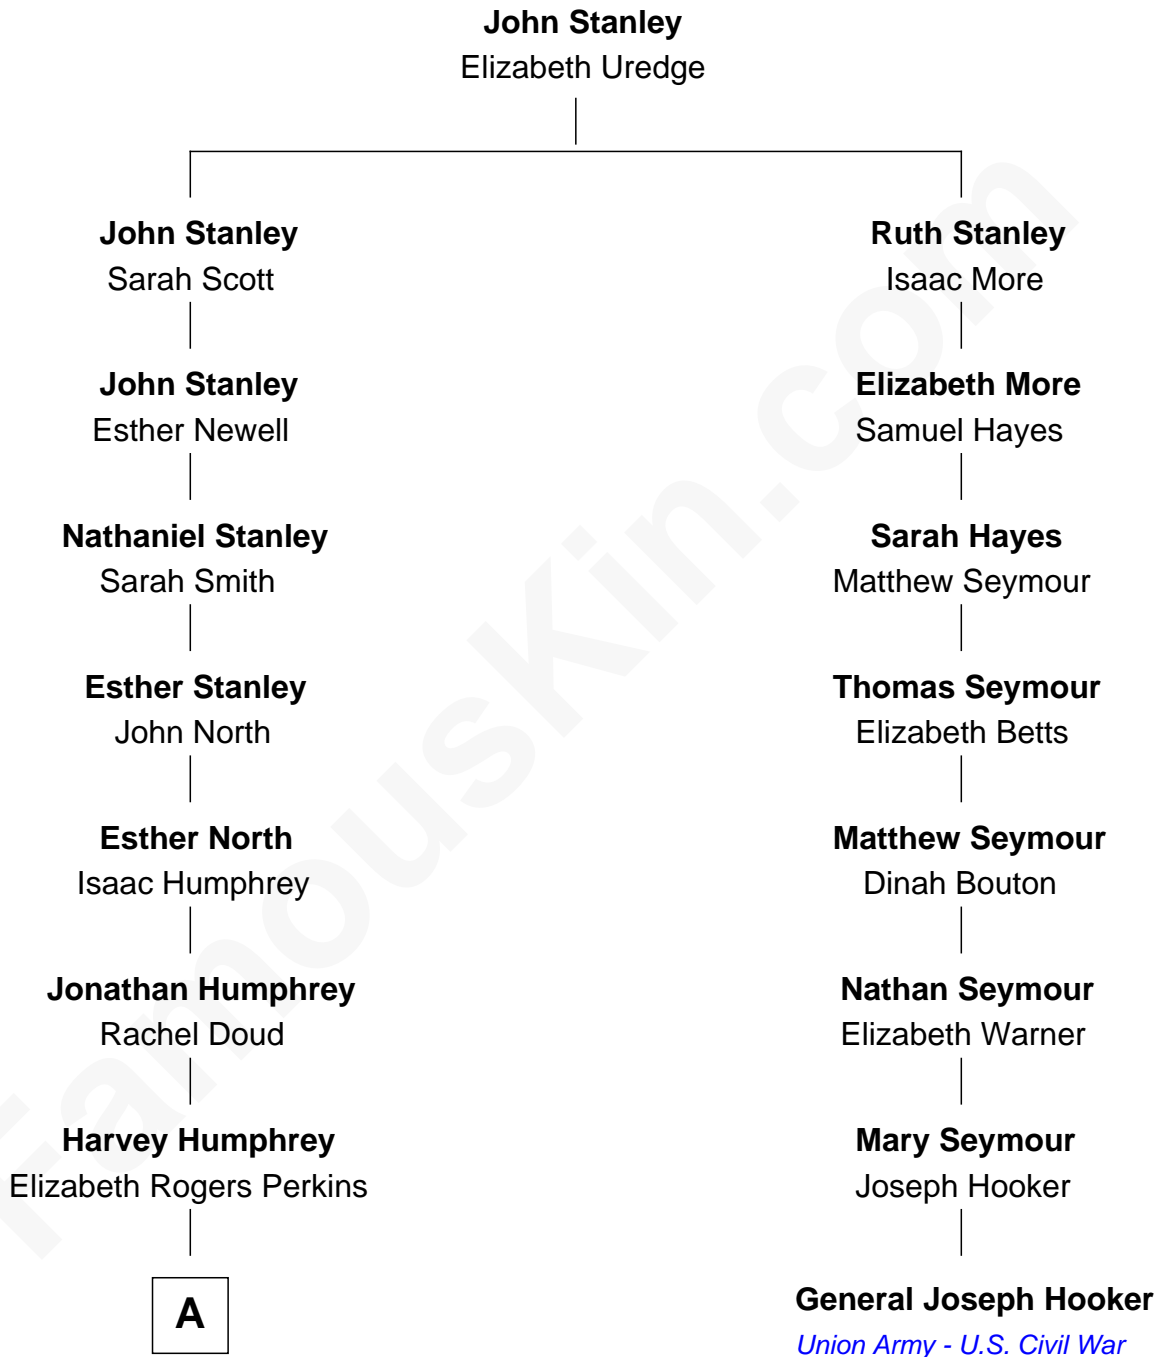 John Stanley
Elizabeth Uredge
John Stanley
Sarah Scott
Ruth Stanley
Isaac More
John Stanley
Esther Newell
Elizabeth More
Samuel Hayes
Nathaniel Stanley
Sarah Smith
Sarah Hayes
Matthew Seymour
Esther Stanley
John North
Thomas Seymour
Elizabeth Betts
Esther North
Isaac Humphrey
Matthew Seymour
Dinah Bouton
Jonathan Humphrey
Rachel Doud
Nathan Seymour
Elizabeth Warner
Harvey Humphrey
Elizabeth Rogers Perkins
Mary Seymour
Joseph Hooker
A
General Joseph Hooker
Union Army - U.S. Civil War
FamousKin.com